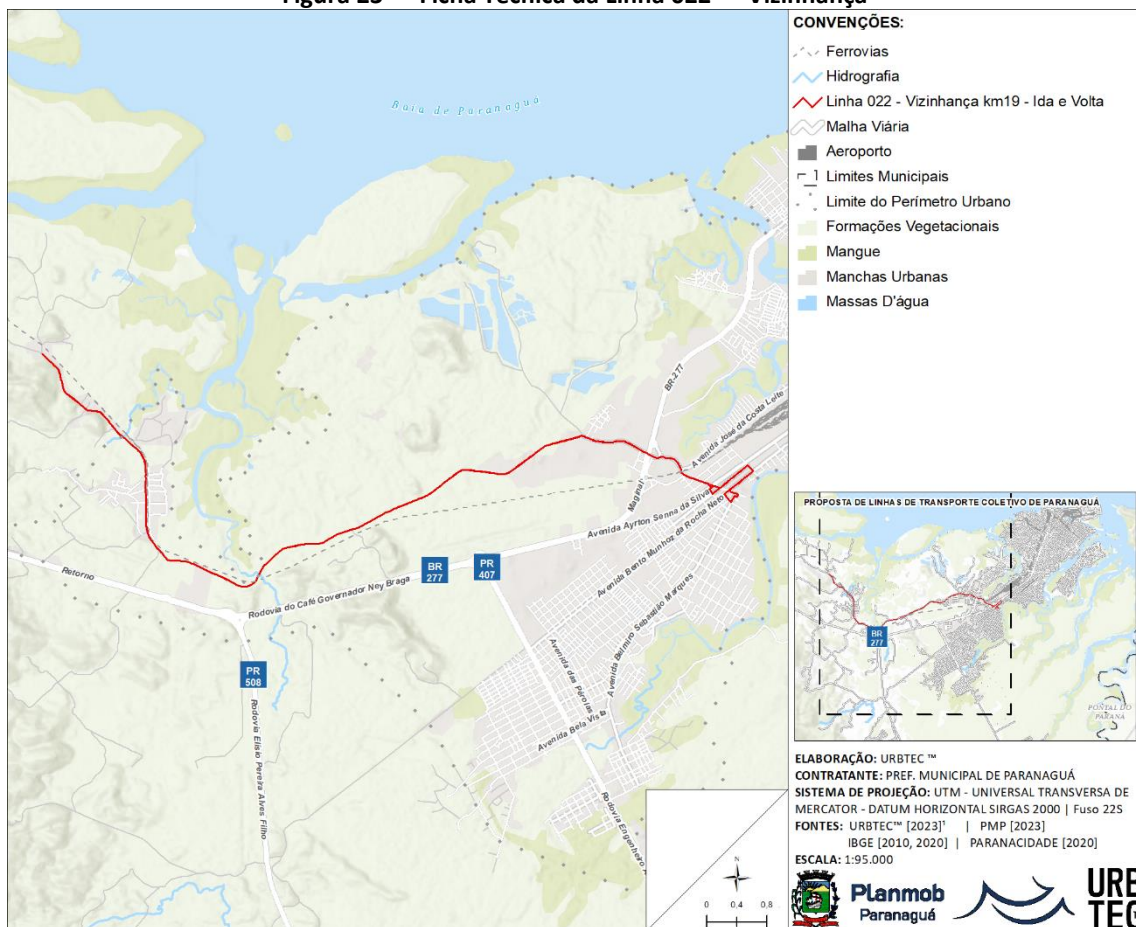 Figura 25 — Ficha Técnica da Linha 022 — Vizinhança
CONVENÇÕES:
Ferrovias
Hidrografia
Linha 022 - Vizinhança km19 - Ida e Volta
Malha Viária
Aeroporto
Limites Municipais
Limite do Perímetro Urbano
Formações Vegetacionais
Mangue
Manchas Urbanas
Massas D'água
Baía de Paranaguá
BR-277
Avenida José da Costa Leite
Marginal
Avenida Ayrton Senna da Silva
Avenida Bento Munhoz da Rocha Neto
Retorno
Rodovia do Café Governador Ney Braga
BR
277
PR
407
Avenida Belmiro Sebastião Marques
Avenida das Pérolas
Avenida Bela Vista
PR
508
Rodovia Elísio Pereira Alves Filho
Rodovia Engenheiro
N
0 0,4 0,8
PROPOSTA DE LINHAS DE TRANSPORTE COLETIVO DE PARANAGUÁ
BR
277
PONTAL DO
PARANÁ
ELABORAÇÃO: URBTEC ™
CONTRATANTE: PREF. MUNICIPAL DE PARANAGUÁ
SISTEMA DE PROJEÇÃO: UTM - UNIVERSAL TRANSVERSA DE
MERCATOR - DATUM HORIZONTAL SIRGAS 2000 | Fuso 22S
FONTES: URBTEC™ [2023]¹ | PMP [2023]
IBGE [2010, 2020] | PARANACIDADE [2020]
ESCALA: 1:95.000
Planmob
Paranaguá
URB
TEC